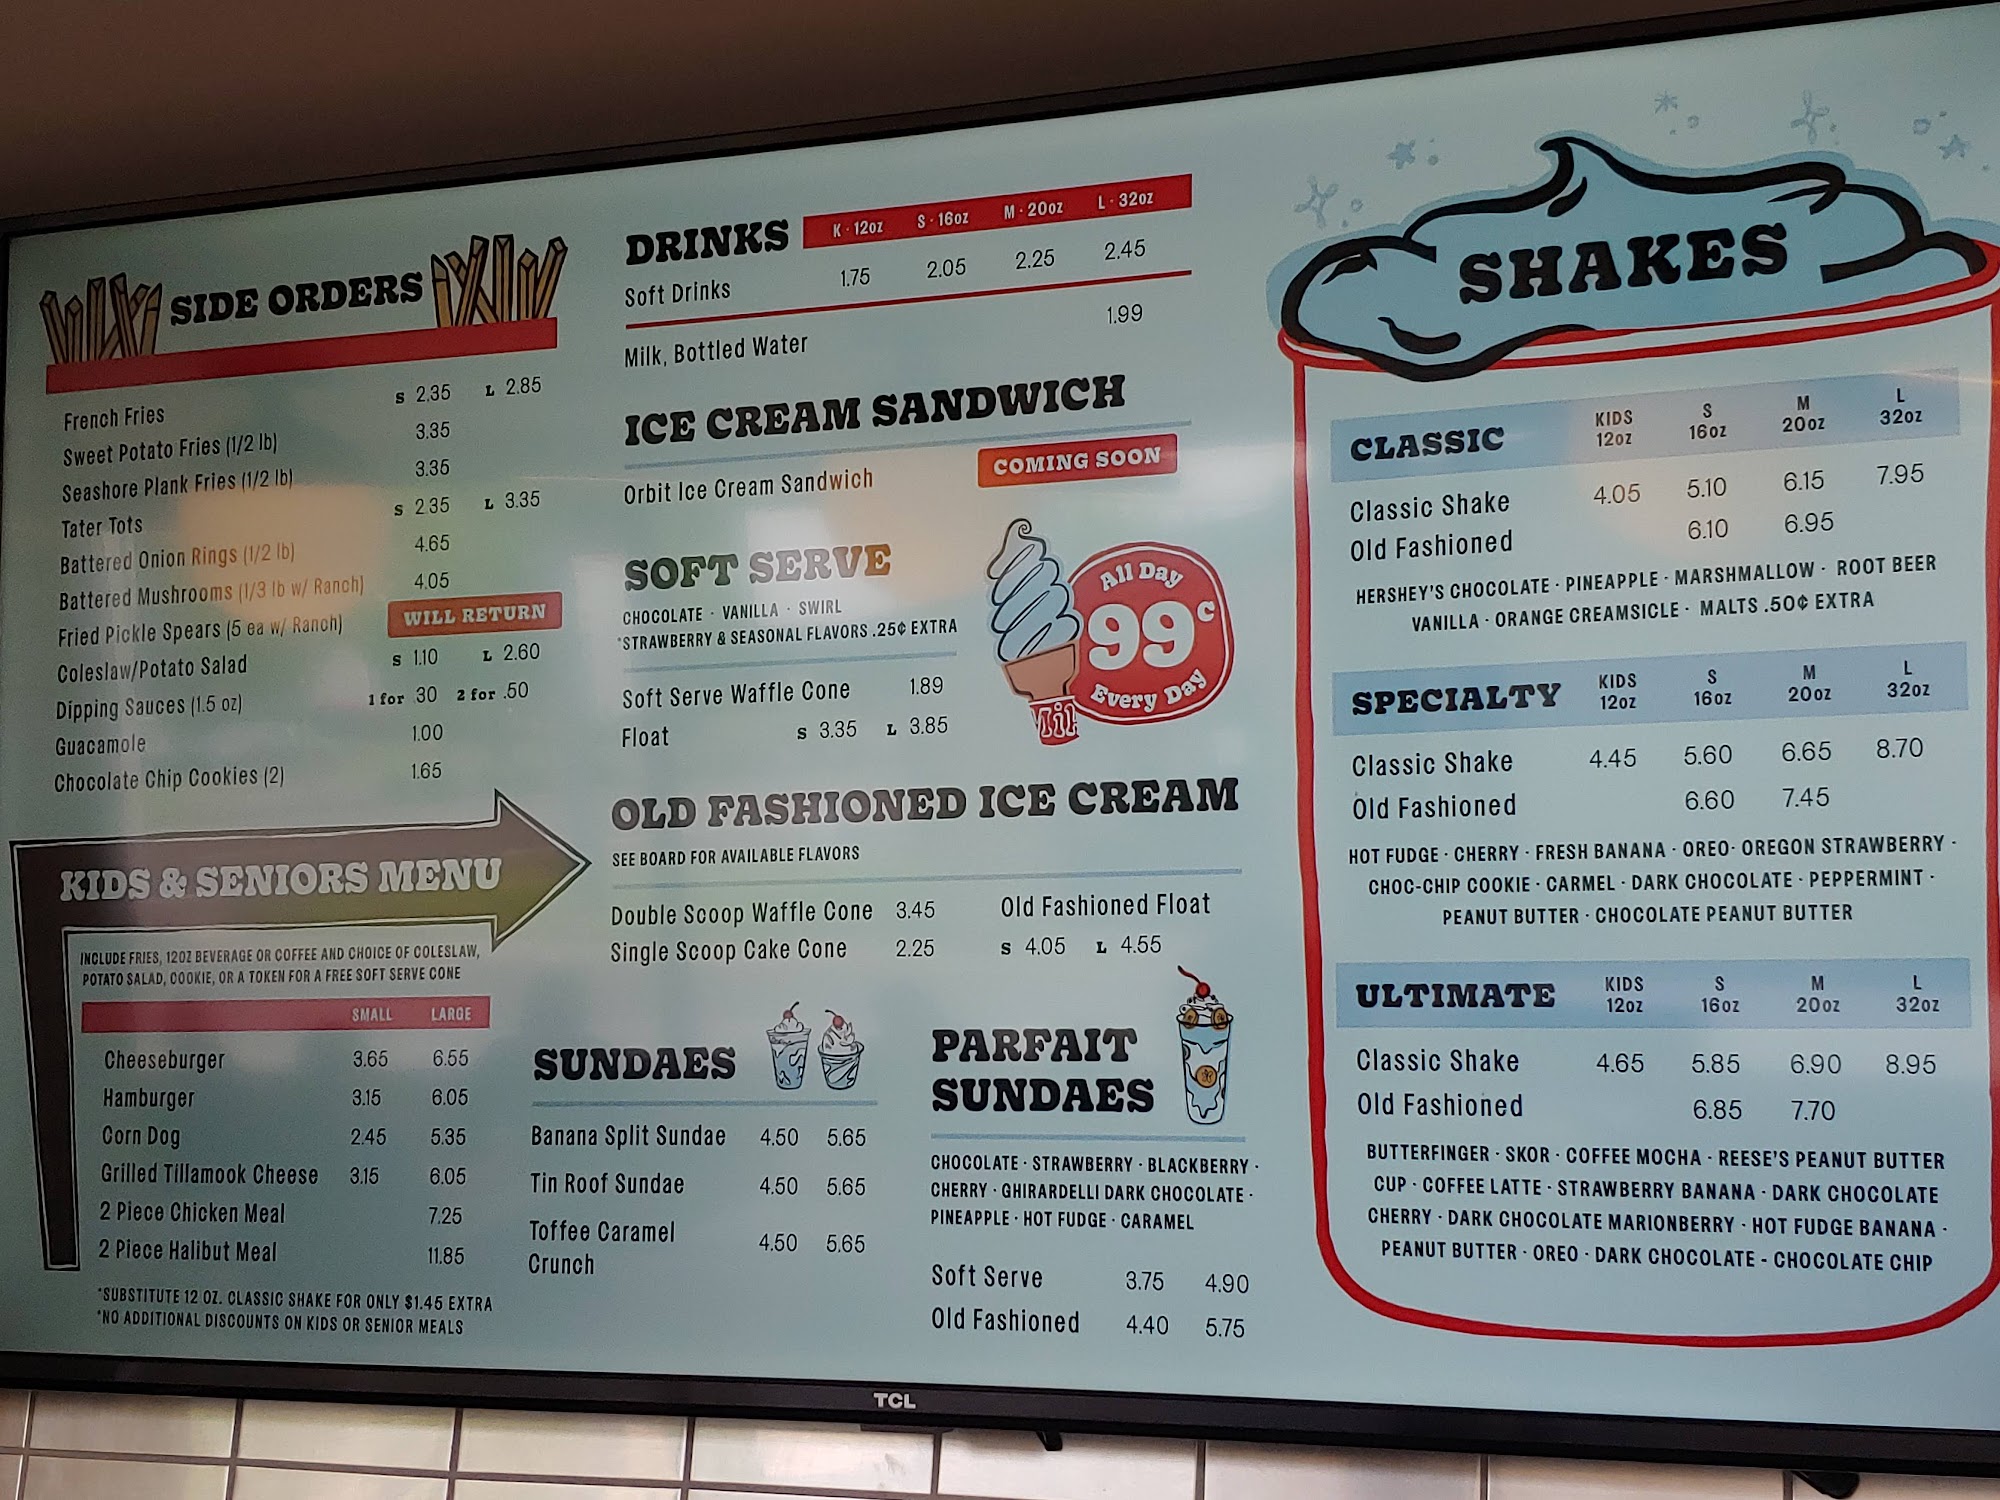 SIDE ORDERS
French Fries S 2.35 L 2.85
Sweet Potato Fries (1/2 lb) 3.35
Seashore Plank Fries (1/2 lb) 3.35
Tater Tots S 2.35 L 3.35
Battered Onion Rings (1/2 lb) 4.65
Battered Mushrooms (1/3 lb w/ Ranch) 4.05
Fried Pickle Spears (5 ea w/ Ranch) WILL RETURN
Coleslaw/Potato Salad S 1.10 L 2.60
Dipping Sauces (1.5 oz) 1 for .30 2 for .50
Guacamole 1.00
Chocolate Chip Cookies (2) 1.65
KIDS & SENIORS MENU
INCLUDE FRIES, 12OZ BEVERAGE OR COFFEE AND CHOICE OF COLESLAW,
POTATO SALAD, COOKIE, OR A TOKEN FOR A FREE SOFT SERVE CONE
SMALL LARGE
Cheeseburger 3.65 6.55
Hamburger 3.15 6.05
Corn Dog 2.45 5.35
Grilled Tillamook Cheese 3.15 6.05
2 Piece Chicken Meal 7.25
2 Piece Halibut Meal 11.85
*SUBSTITUTE 12 OZ. CLASSIC SHAKE FOR ONLY $1.45 EXTRA
*NO ADDITIONAL DISCOUNTS ON KIDS OR SENIOR MEALS
DRINKS K · 12oz S · 16oz M · 20oz L · 32oz
Soft Drinks 1.75 2.05 2.25 2.45
Milk, Bottled Water 1.99
ICE CREAM SANDWICH
Orbit Ice Cream Sandwich COMING SOON
SOFT SERVE
CHOCOLATE · VANILLA · SWIRL
*STRAWBERRY & SEASONAL FLAVORS .25¢ EXTRA
Soft Serve Waffle Cone 1.89
Float S 3.35 L 3.85
All Day
99¢
Every Day
OLD FASHIONED ICE CREAM
SEE BOARD FOR AVAILABLE FLAVORS
Double Scoop Waffle Cone 3.45
Single Scoop Cake Cone 2.25
Old Fashioned Float
S 4.05 L 4.55
SUNDAES
Banana Split Sundae 4.50 5.65
Tin Roof Sundae 4.50 5.65
Toffee Caramel
Crunch 4.50 5.65
PARFAIT
SUNDAES
CHOCOLATE · STRAWBERRY · BLACKBERRY ·
CHERRY · GHIRARDELLI DARK CHOCOLATE ·
PINEAPPLE · HOT FUDGE · CARAMEL
Soft Serve 3.75 4.90
Old Fashioned 4.40 5.75
SHAKES
CLASSIC KIDS 12oz S 16oz M 20oz L 32oz
Classic Shake 4.05 5.10 6.15 7.95
Old Fashioned 6.10 6.95
HERSHEY'S CHOCOLATE · PINEAPPLE · MARSHMALLOW · ROOT BEER
VANILLA · ORANGE CREAMSICLE · MALTS .50¢ EXTRA
SPECIALTY KIDS 12oz S 16oz M 20oz L 32oz
Classic Shake 4.45 5.60 6.65 8.70
Old Fashioned 6.60 7.45
HOT FUDGE · CHERRY · FRESH BANANA · OREO · OREGON STRAWBERRY ·
CHOC-CHIP COOKIE · CARMEL · DARK CHOCOLATE · PEPPERMINT ·
PEANUT BUTTER · CHOCOLATE PEANUT BUTTER
ULTIMATE KIDS 12oz S 16oz M 20oz L 32oz
Classic Shake 4.65 5.85 6.90 8.95
Old Fashioned 6.85 7.70
BUTTERFINGER · SKOR · COFFEE MOCHA · REESE'S PEANUT BUTTER
CUP · COFFEE LATTE · STRAWBERRY BANANA · DARK CHOCOLATE
CHERRY · DARK CHOCOLATE MARIONBERRY · HOT FUDGE BANANA ·
PEANUT BUTTER · OREO · DARK CHOCOLATE - CHOCOLATE CHIP
TCL